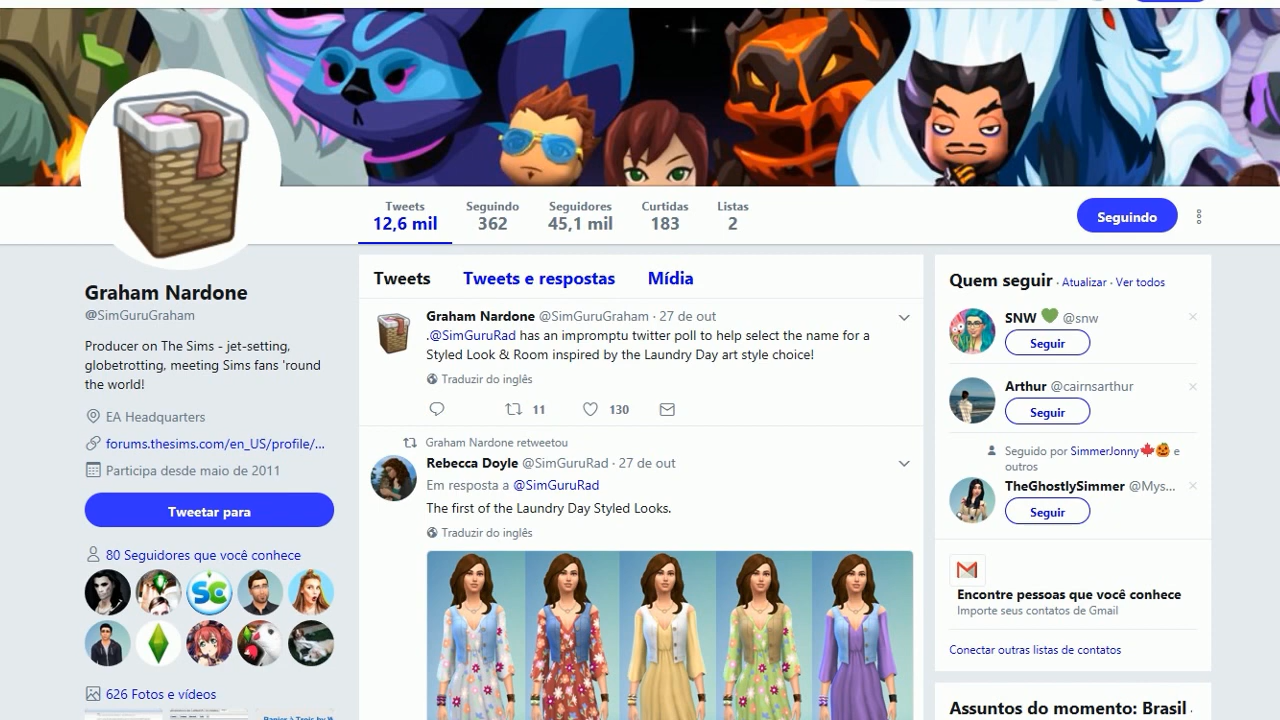 Tweets
12,6 mil
Seguindo
362
Seguidores
45,1 mil
Curtidas
183
Listas
2
Seguindo
Graham Nardone
@SimGuruGraham
Producer on The Sims - jet-setting,
globetrotting, meeting Sims fans 'round
the world!
EA Headquarters
forums.thesims.com/en_US/profile/...
Participa desde maio de 2011
Tweetar para
80 Seguidores que você conhece
626 Fotos e vídeos
Tweets
Tweets e respostas
Mídia
Graham Nardone @SimGuruGraham · 27 de out
.@SimGuruRad has an impromptu twitter poll to help select the name for a
Styled Look & Room inspired by the Laundry Day art style choice!
Traduzir do inglês
11
130
Graham Nardone retweetou
Rebecca Doyle @SimGuruRad · 27 de out
Em resposta a @SimGuruRad
The first of the Laundry Day Styled Looks.
Traduzir do inglês
Quem seguir · Atualizar · Ver todos
SNW @snw
Seguir
Arthur @cairnsarthur
Seguir
Seguido por SimmerJonny e
outros
TheGhostlySimmer @Mys...
Seguir
Encontre pessoas que você conhece
Importe seus contatos de Gmail
Conectar outras listas de contatos
Assuntos do momento: Brasil ·